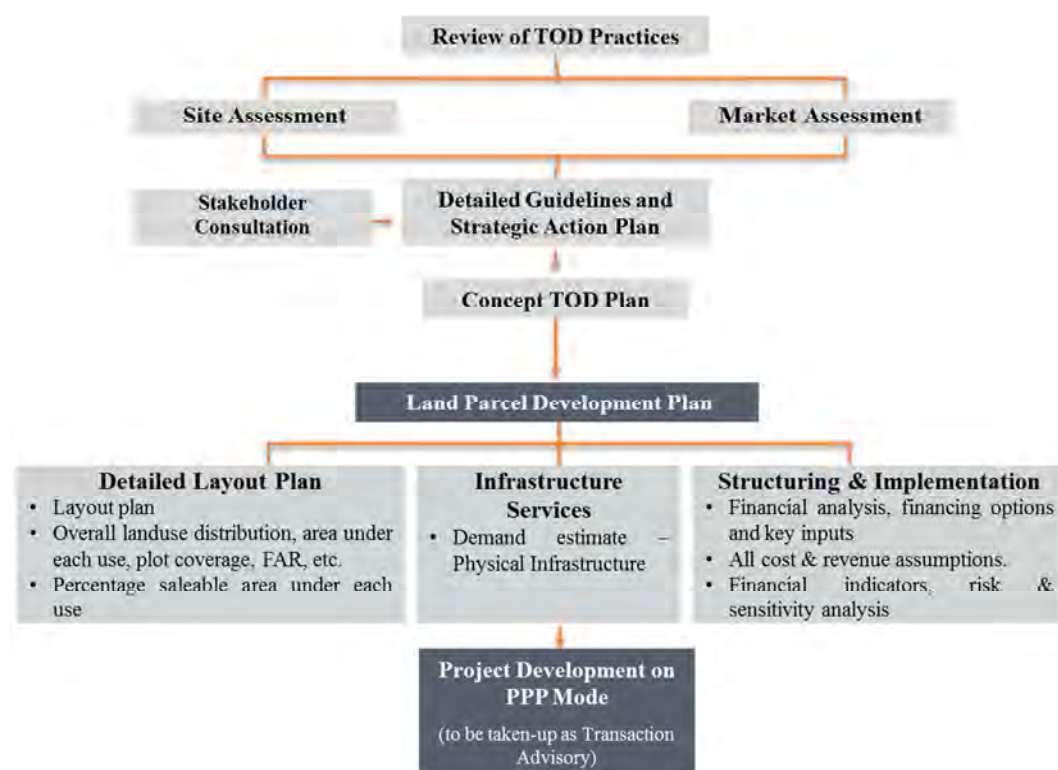 Review of TOD Practices
Site Assessment
Market Assessment
Stakeholder
Consultation
Detailed Guidelines and
Strategic Action Plan
Concept TOD Plan
Land Parcel Development Plan
Detailed Layout Plan
• Layout plan
• Overall landuse distribution, area under
each use, plot coverage, FAR, etc.
• Percentage saleable area under each
use
Infrastructure
Services
• Demand estimate –
Physical Infrastructure
Structuring & Implementation
• Financial analysis, financing options
and key inputs
• All cost & revenue assumptions.
• Financial indicators, risk &
sensitivity analysis
Project Development on
PPP Mode
(to be taken-up as Transaction
Advisory)